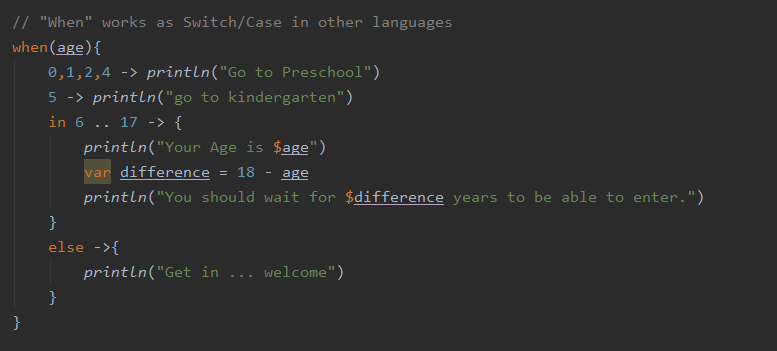 // "When" works as Switch/Case in other languages
when(age){
    0,1,2,4 -> println("Go to Preschool")
    5 -> println("go to kindergarten")
    in 6 .. 17 -> {
        println("Your Age is $age")
        var difference = 18 - age
        println("You should wait for $difference years to be able to enter.")
    }
    else ->{
        println("Get in ... welcome")
    }
}